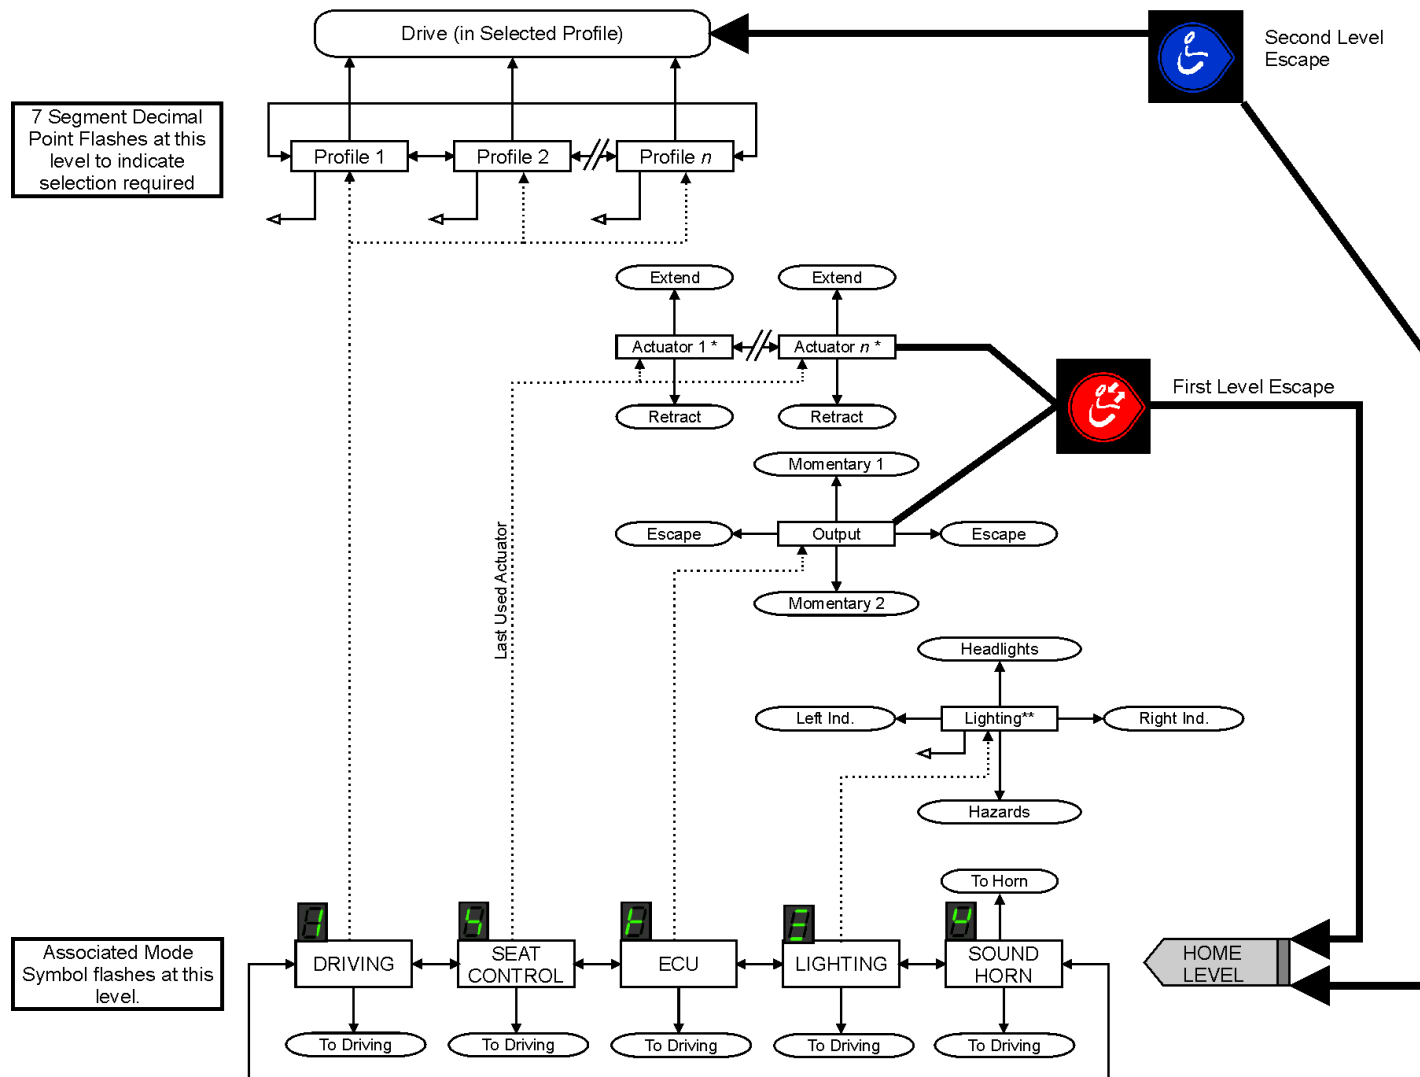 Drive (in Selected Profile)
Second Level
Escape
7 Segment Decimal
Point Flashes at this
level to indicate
selection required
Profile 1
Profile 2
Profile n
Extend
Extend
Actuator 1 *
Actuator n *
First Level Escape
Retract
Retract
Momentary 1
Escape
Output
Escape
Last Used Actuator
Momentary 2
Headlights
Left Ind.
Lighting**
Right Ind.
Hazards
To Horn
Associated Mode
Symbol flashes at this
level.
DRIVING
SEAT
CONTROL
ECU
LIGHTING
SOUND
HORN
HOME
LEVEL
To Driving
To Driving
To Driving
To Driving
To Driving